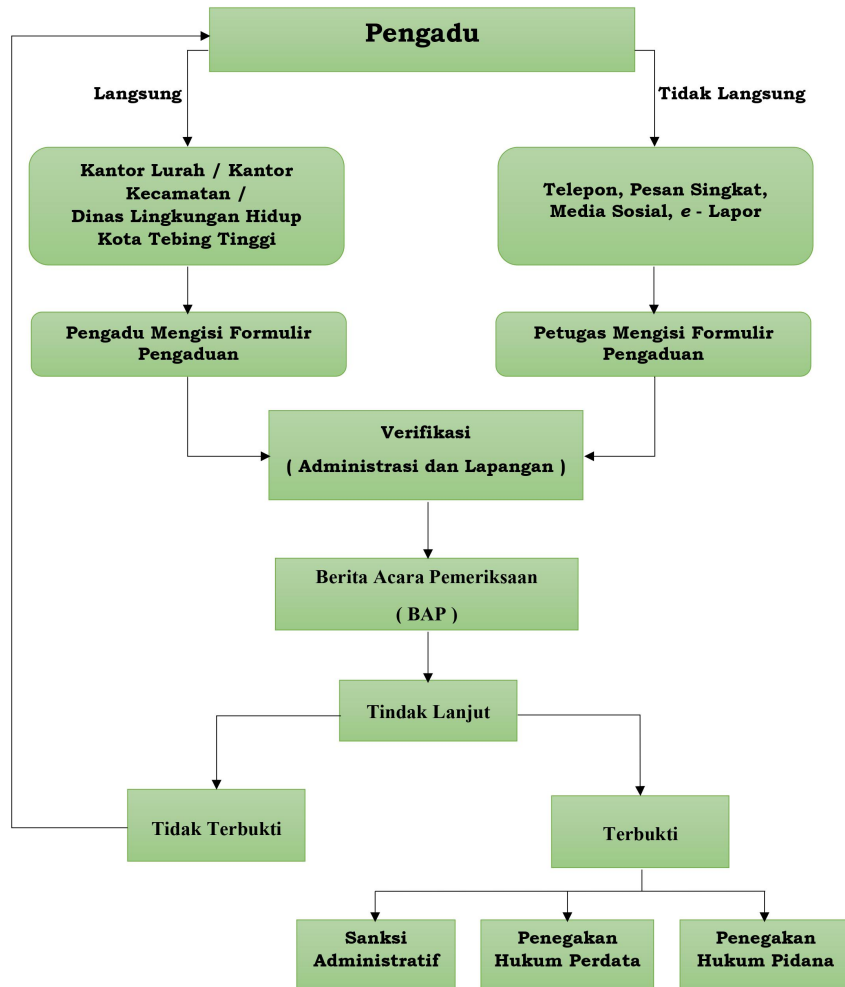 Pengadu
Langsung
Tidak Langsung
Kantor Lurah / Kantor
Kecamatan /
Dinas Lingkungan Hidup
Kota Tebing Tinggi
Telepon, Pesan Singkat,
Media Sosial, e - Lapor
Pengadu Mengisi Formulir
Pengaduan
Petugas Mengisi Formulir
Pengaduan
Verifikasi
( Administrasi dan Lapangan )
Berita Acara Pemeriksaan
( BAP )
Tindak Lanjut
Tidak Terbukti
Terbukti
Sanksi
Administratif
Penegakan
Hukum Perdata
Penegakan
Hukum Pidana